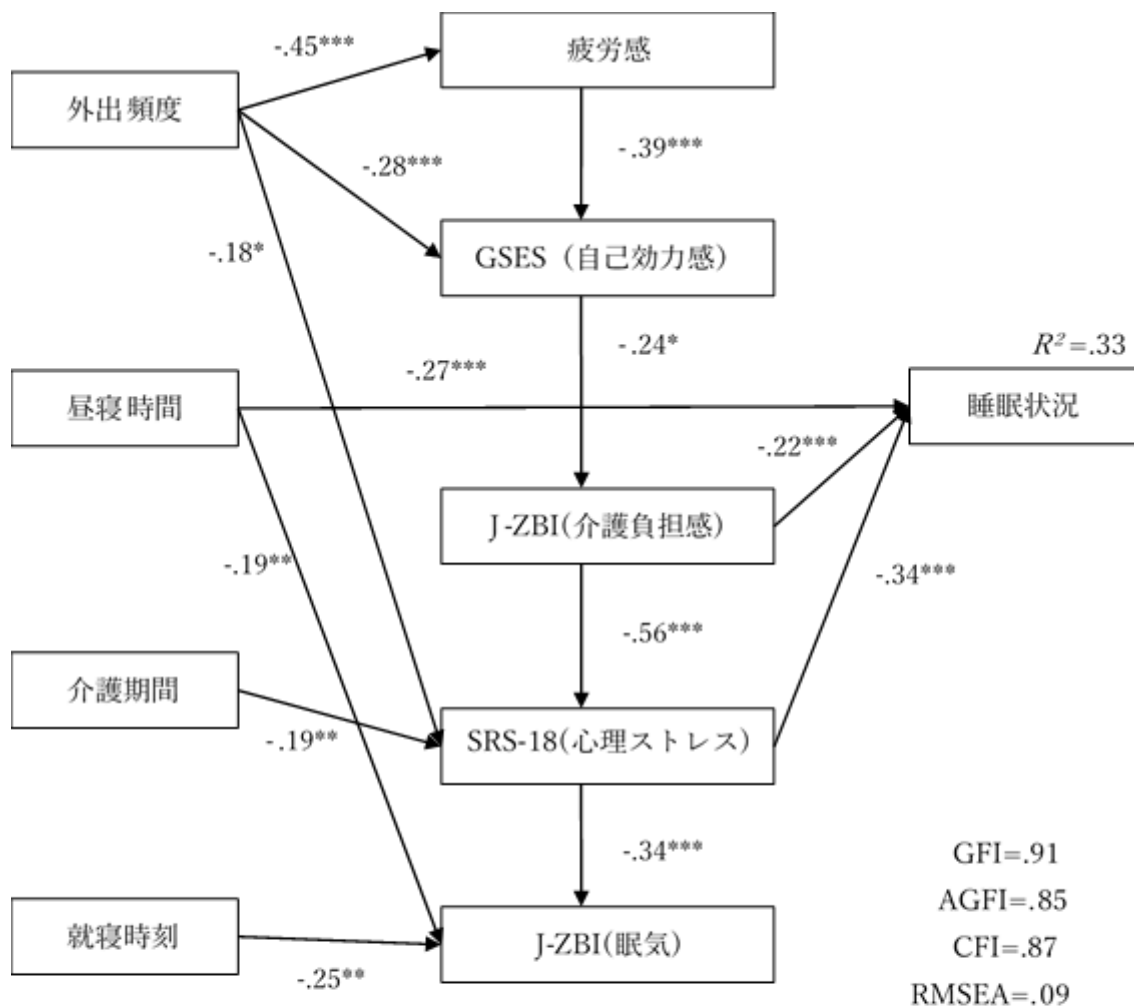 -.45***
疲労感
外出頻度
-.39***
-.28***
-.18*
GSES（自己効力感）
-.24*
R²=.33
-.27***
昼寝時間
睡眠状況
-.22***
J-ZBI(介護負担感）
-.19**
-.34***
-.56***
介護期間
-.19**
SRS-18(心理ストレス）
-.34***
GFI=.91
AGFI=.85
就寝時刻
J-ZBI(眠気）
CFI=.87
-.25**
RMSEA=.09